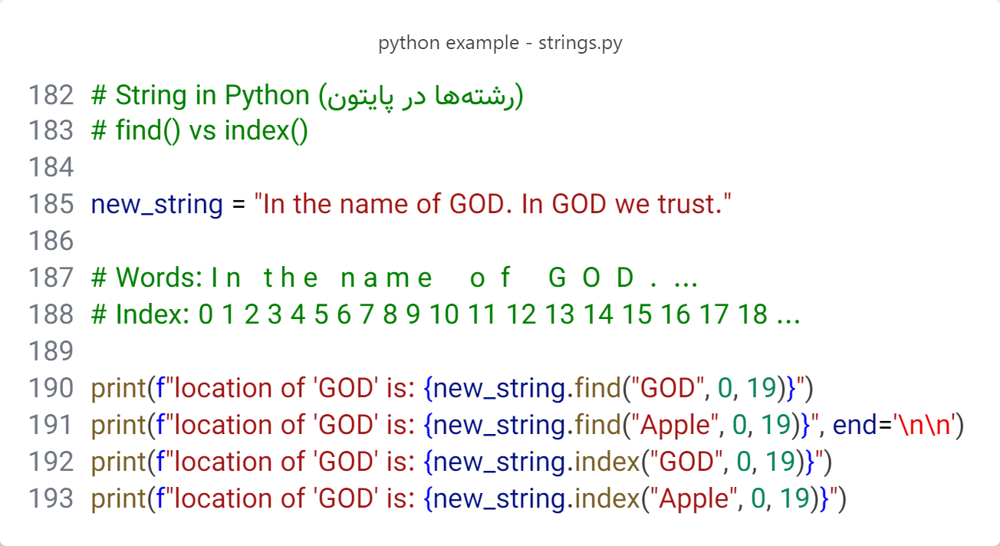 python example - strings.py
182 # String in Python (رشته‌ها در پایتون)
183 # find() vs index()
184
185 new_string = "In the name of GOD. In GOD we trust."
186
187 # Words: I n   t h e   n a m e     o  f     G  O  D  .  ...
188 # Index: 0 1 2 3 4 5 6 7 8 9 10 11 12 13 14 15 16 17 18 ...
189
190 print(f"location of 'GOD' is: {new_string.find("GOD", 0, 19)}")
191 print(f"location of 'GOD' is: {new_string.find("Apple", 0, 19)}", end='\n\n')
192 print(f"location of 'GOD' is: {new_string.index("GOD", 0, 19)}")
193 print(f"location of 'GOD' is: {new_string.index("Apple", 0, 19)}")